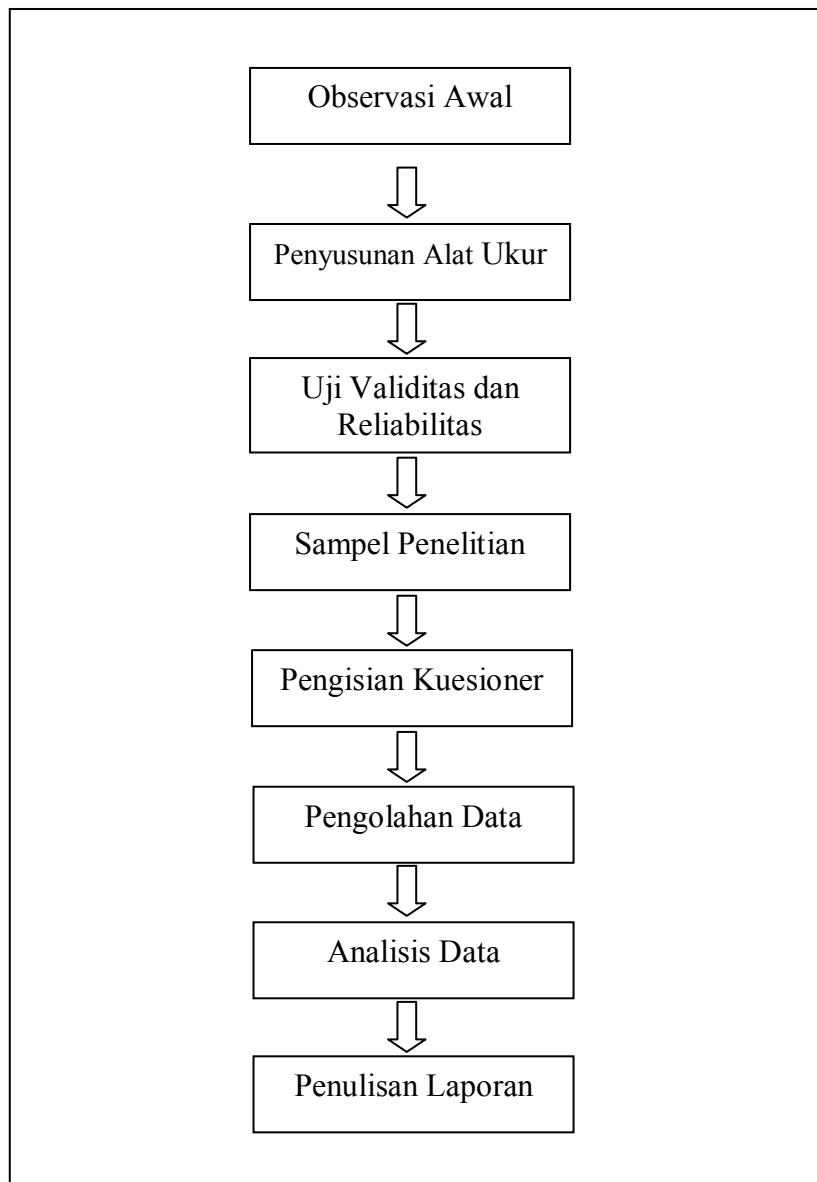 Observasi Awal
Penyusunan Alat Ukur
Uji Validitas dan
Reliabilitas
Sampel Penelitian
Pengisian Kuesioner
Pengolahan Data
Analisis Data
Penulisan Laporan